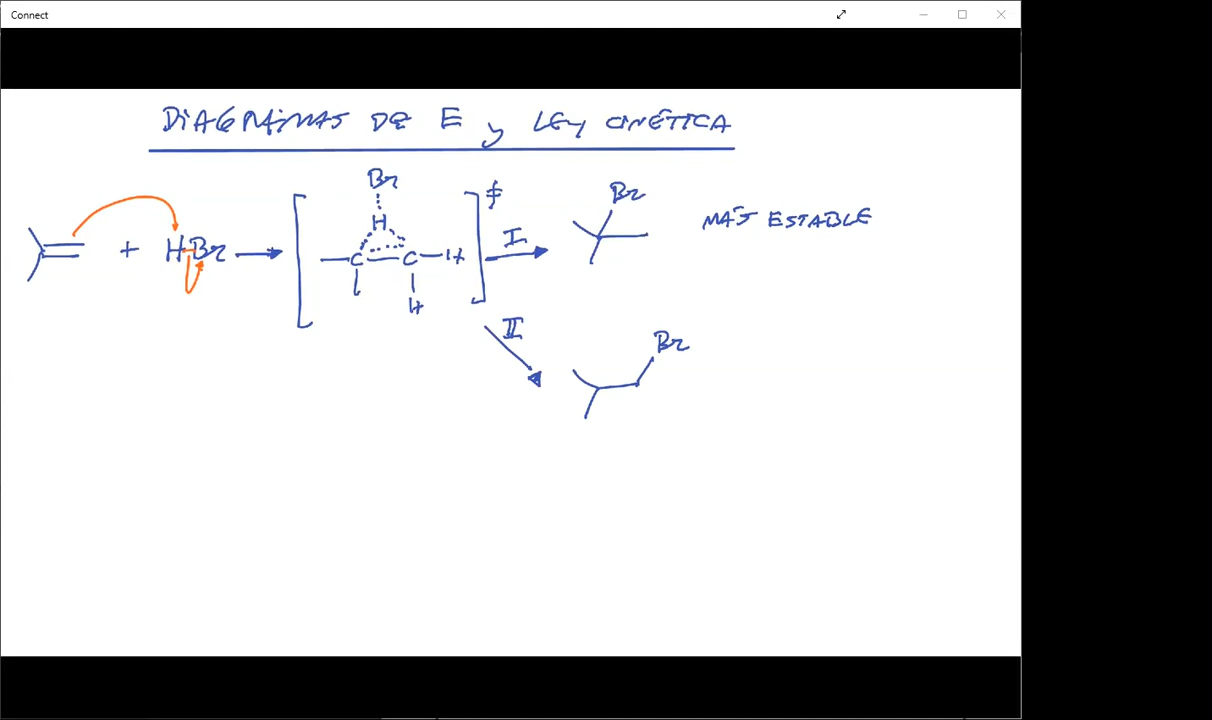 Connect
DIAGRAMAS DE E y LEY CINÉTICA
Br
H
C C H
H
+ HBr
‡
I
Br
MÁS ESTABLE
II
Br